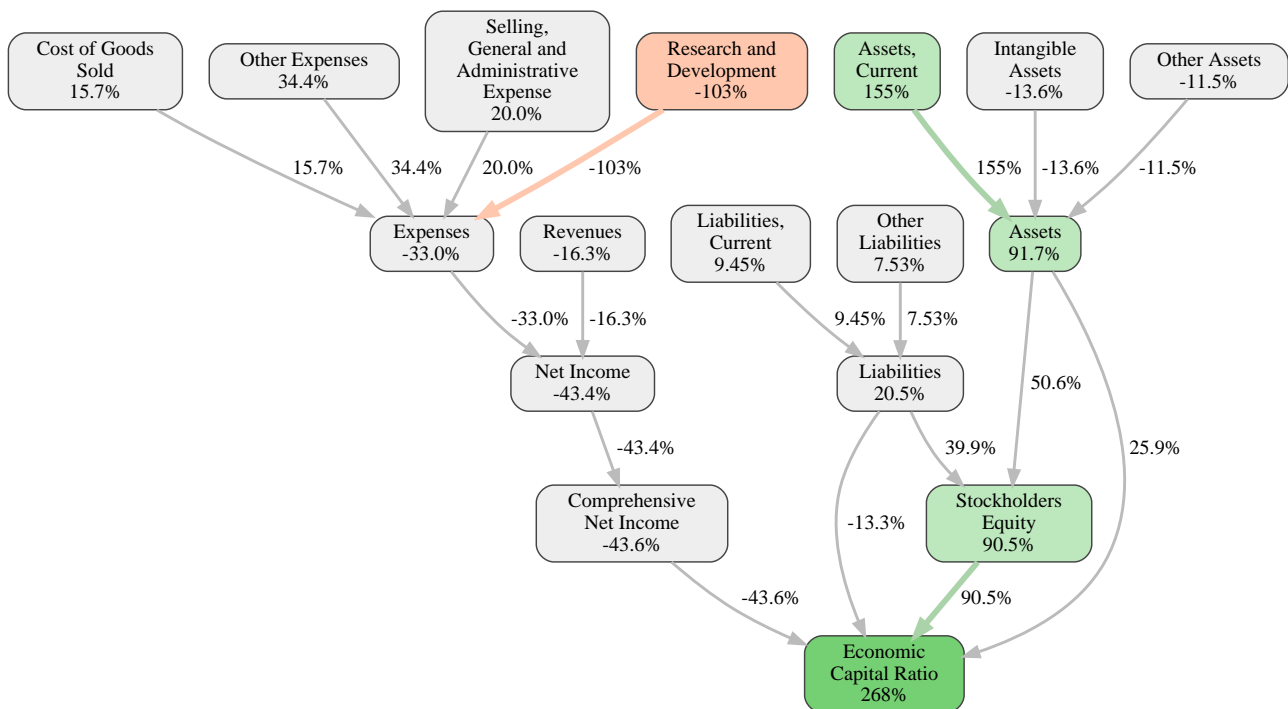 Cost of Goods
Sold
15.7%
Other Expenses
34.4%
Selling,
General and
Administrative
Expense
20.0%
Research and
Development
-103%
Assets,
Current
155%
Intangible
Assets
-13.6%
Other Assets
-11.5%
15.7%
34.4%
20.0%
-103%
155%
-13.6%
-11.5%
Expenses
-33.0%
Revenues
-16.3%
Liabilities,
Current
9.45%
Other
Liabilities
7.53%
Assets
91.7%
-33.0%
-16.3%
9.45%
7.53%
Net Income
-43.4%
Liabilities
20.5%
50.6%
-43.4%
39.9%
25.9%
Comprehensive
Net Income
-43.6%
-13.3%
Stockholders
Equity
90.5%
-43.6%
90.5%
Economic
Capital Ratio
268%